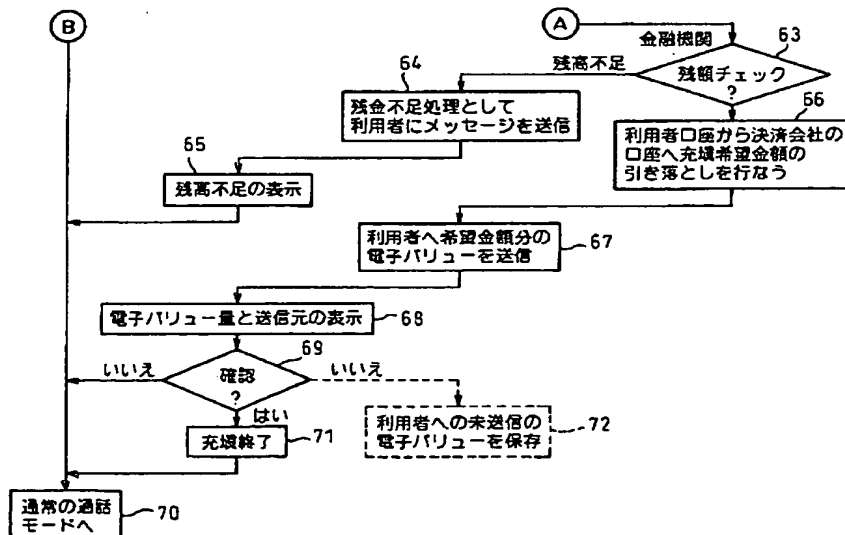 B
A
金融機関
63
残高不足
残額チェック
?
64
残金不足処理として
利用者にメッセージを送信
66
利用者口座から決済会社の
口座へ充填希望金額の
引き落としを行なう
65
残高不足の表示
利用者へ希望金額分の
電子バリューを送信
67
電子バリュー量と送信元の表示
68
69
いいえ
確認
?
いいえ
はい
充填終了
71
利用者への未送信の
電子バリューを保存
72
通常の通話
モードへ
70